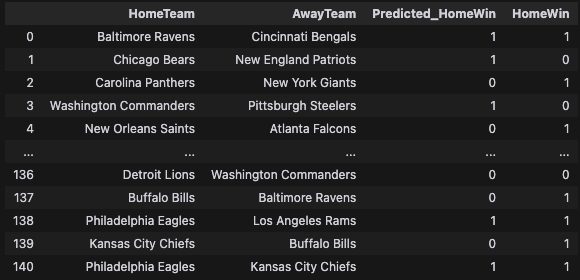 HomeTeam AwayTeam Predicted_HomeWin HomeWin
0 Baltimore Ravens Cincinnati Bengals 1 1
1 Chicago Bears New England Patriots 1 0
2 Carolina Panthers New York Giants 0 1
3 Washington Commanders Pittsburgh Steelers 1 0
4 New Orleans Saints Atlanta Falcons 0 1
... ... ... ... ...
136 Detroit Lions Washington Commanders 0 0
137 Buffalo Bills Baltimore Ravens 0 1
138 Philadelphia Eagles Los Angeles Rams 1 1
139 Kansas City Chiefs Buffalo Bills 0 1
140 Philadelphia Eagles Kansas City Chiefs 1 1